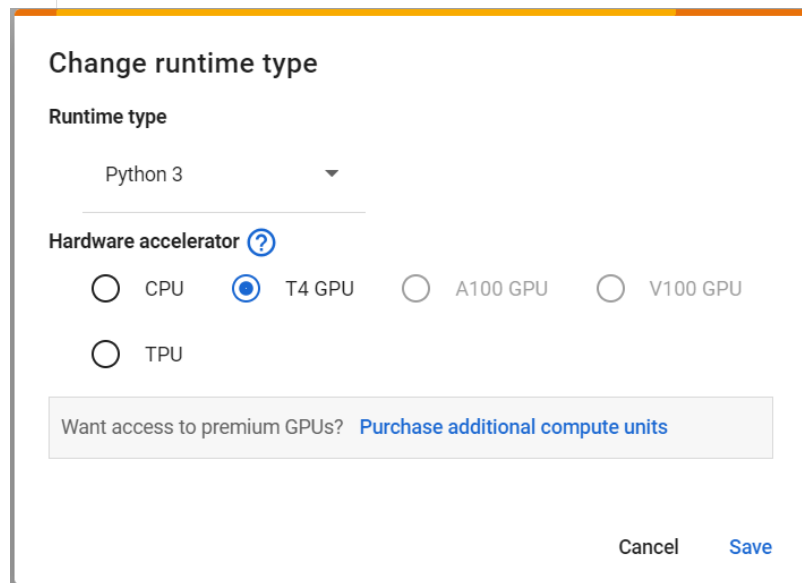 Change runtime type
Runtime type
Python 3
Hardware accelerator ?
CPU T4 GPU A100 GPU V100 GPU
TPU
Want access to premium GPUs? Purchase additional compute units
Cancel Save